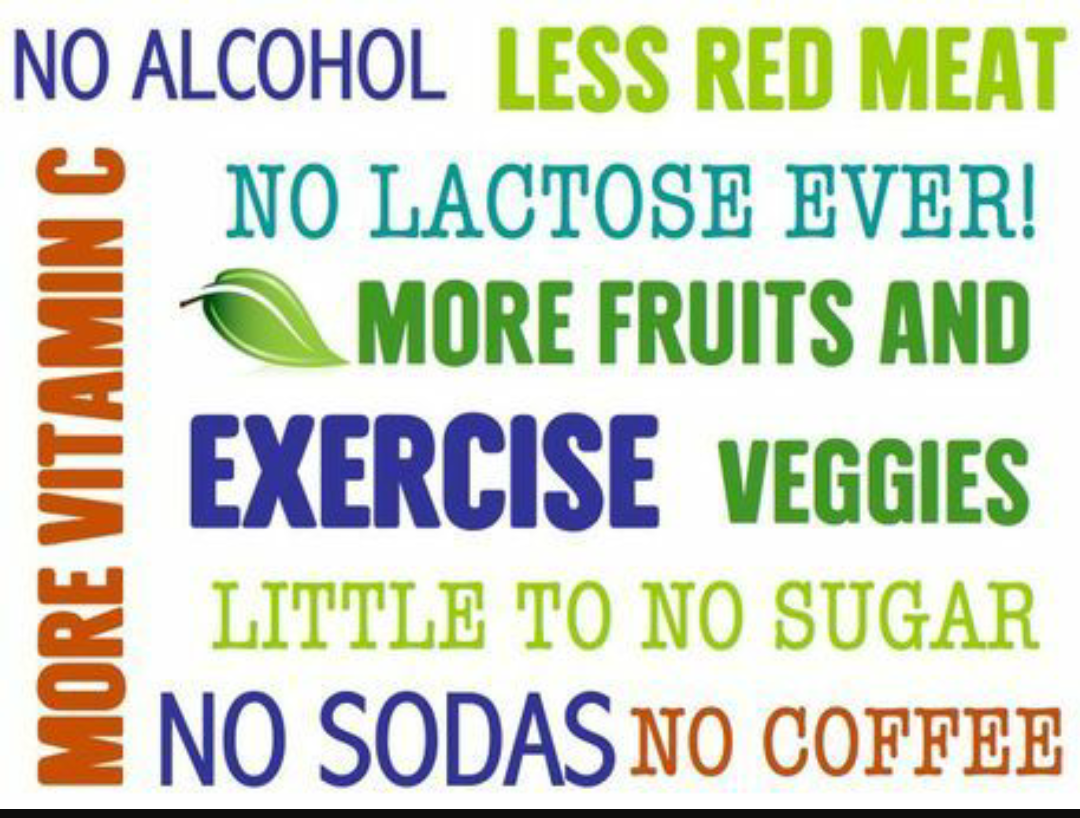 NO ALCOHOL
LESS RED MEAT
MORE VITAMIN C
NO LACTOSE EVER!
MORE FRUITS AND
EXERCISE
VEGGIES
LITTLE TO NO SUGAR
NO SODAS
NO COFFEE